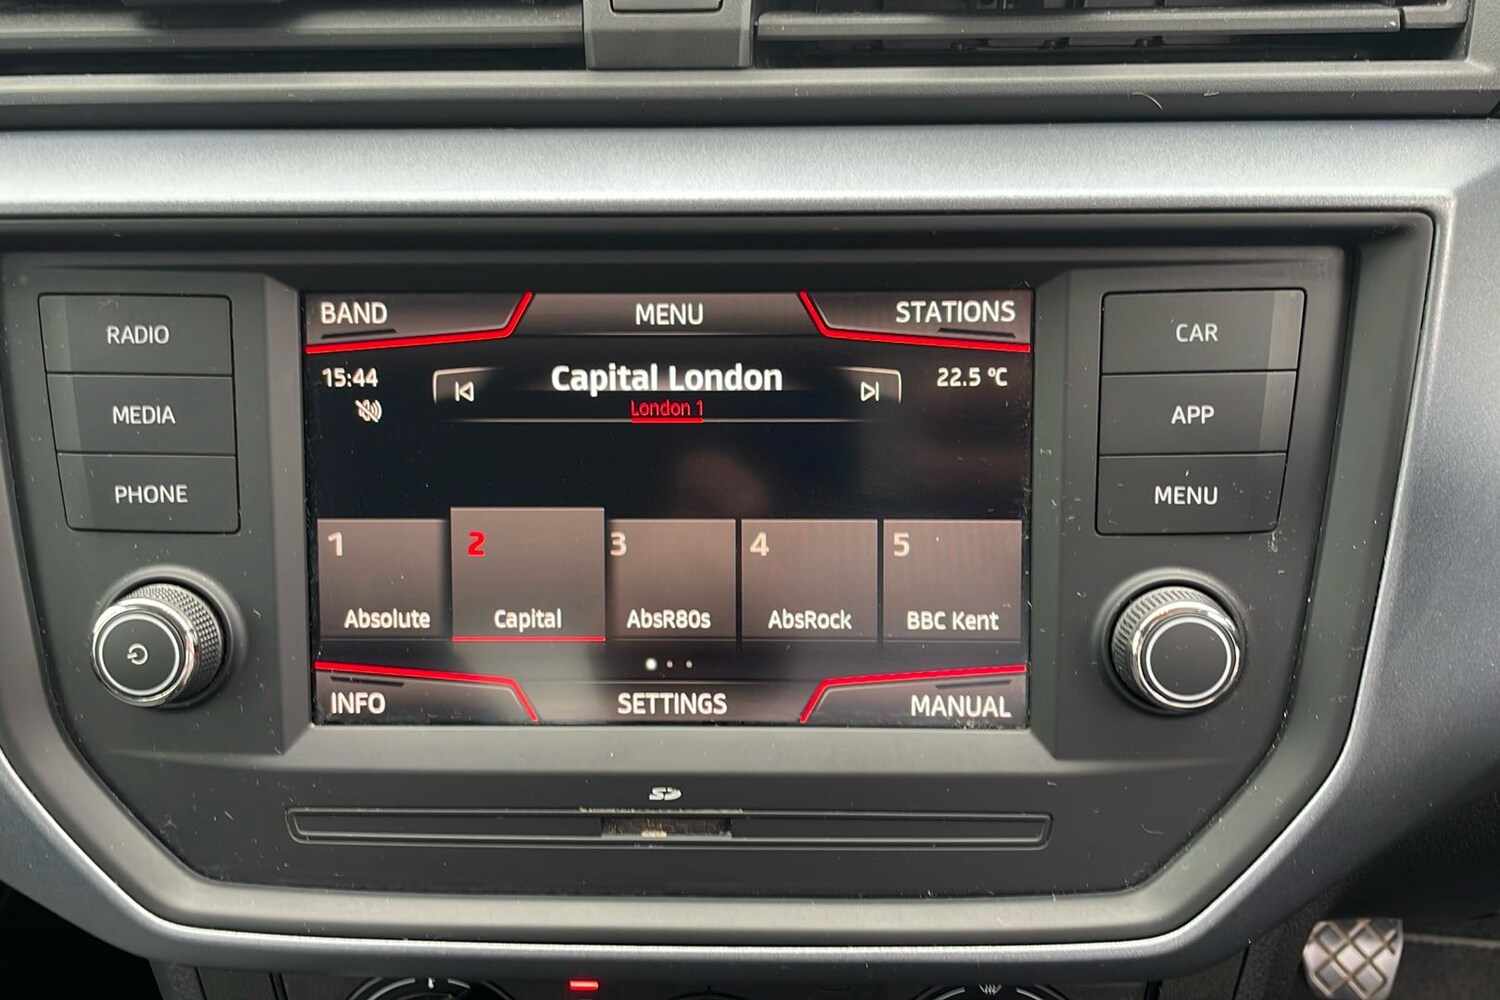 BAND MENU STATIONS
RADIO
MEDIA
PHONE
15:44 Capital London 22.5 ºC
London 1
CAR
APP
MENU
1 2 3 4 5
Absolute Capital AbsR80s AbsRock BBC Kent
INFO SETTINGS MANUAL
SD